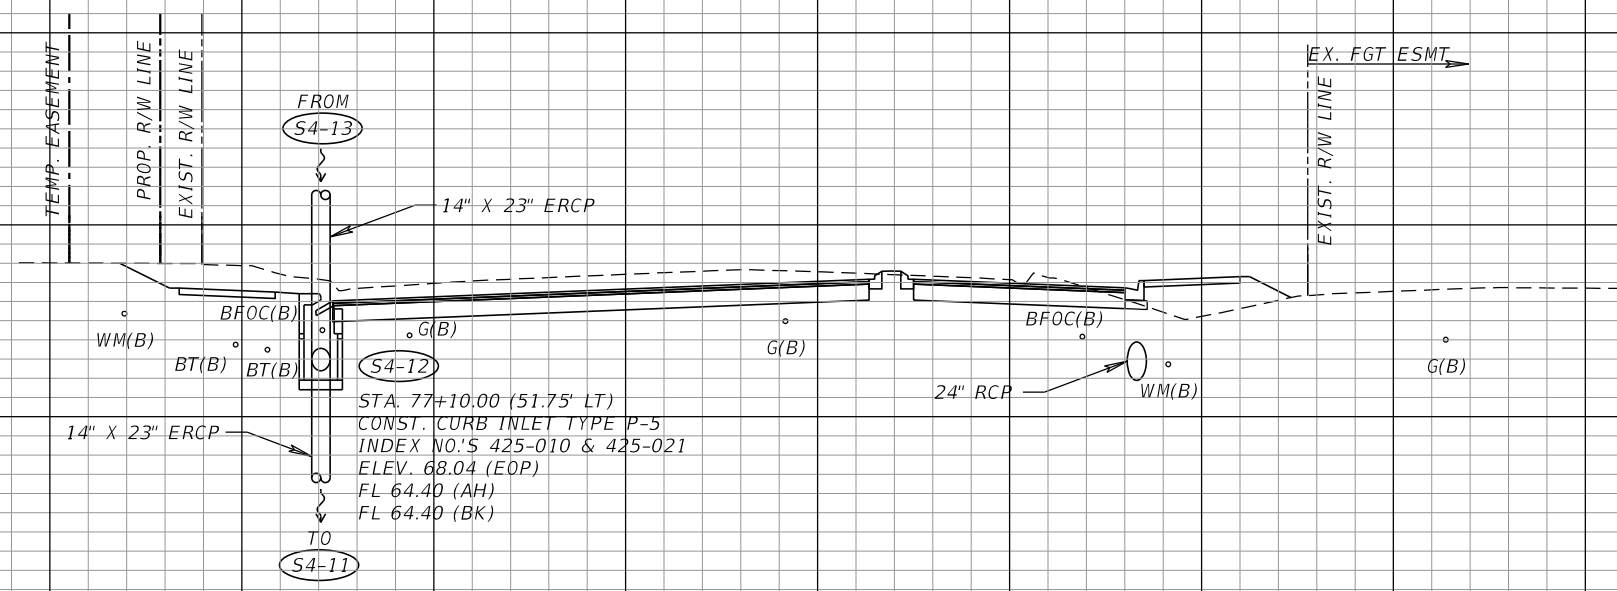 TEMP. EASEMENT
PROP. R/W LINE
EXIST. R/W LINE
FROM
S4-13
14" X 23" ERCP
EX. FGT ESMT
EXIST. R/W LINE
BFOC(B)
WM(B)
BT(B)
BT(B)
G(B)
S4-12
G(B)
BFOC(B)
24" RCP
WM(B)
G(B)
STA. 77+10.00 (51.75' LT)
CONST. CURB INLET TYPE P-5
INDEX NO.'S 425-010 & 425-021
ELEV. 68.04 (EOP)
FL 64.40 (AH)
FL 64.40 (BK)
14" X 23" ERCP
TO
S4-11